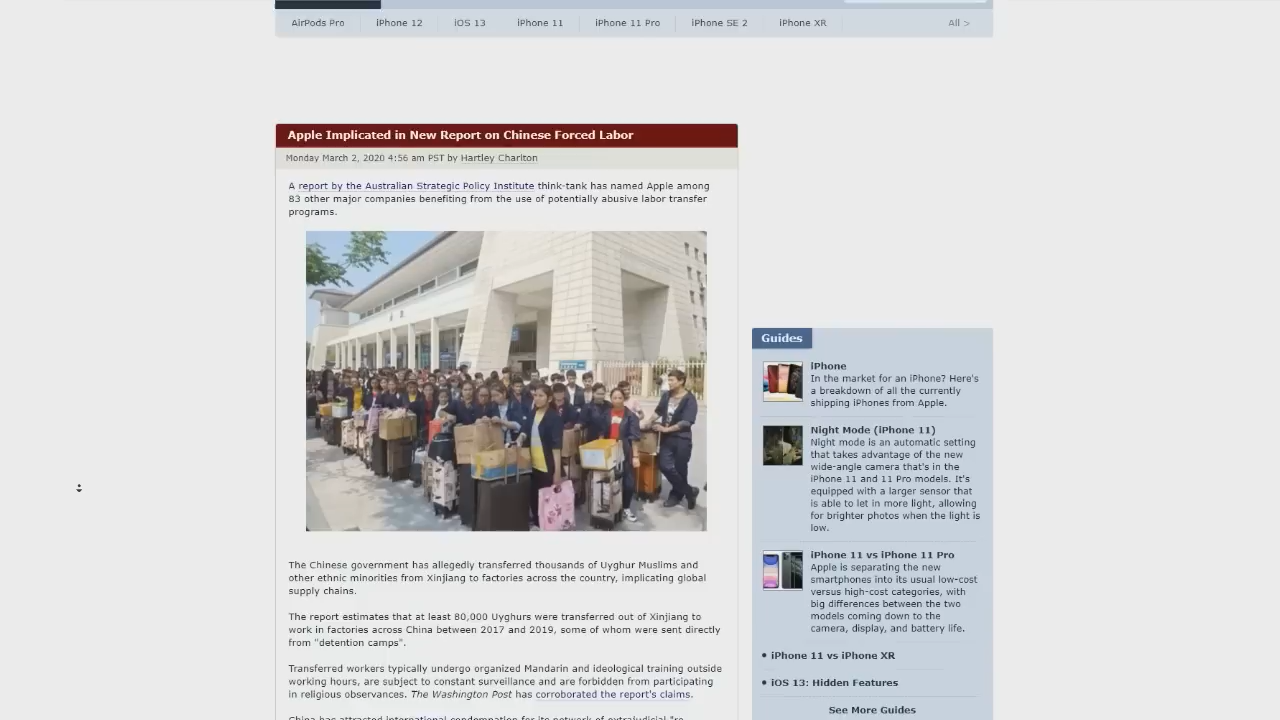 AirPods Pro
iPhone 12
iOS 13
iPhone 11
iPhone 11 Pro
iPhone SE 2
iPhone XR
All >
Apple Implicated in New Report on Chinese Forced Labor
Monday March 2, 2020 4:56 am PST by Hartley Charlton
A report by the Australian Strategic Policy Institute think-tank has named Apple among
83 other major companies benefiting from the use of potentially abusive labor transfer
programs.
The Chinese government has allegedly transferred thousands of Uyghur Muslims and
other ethnic minorities from Xinjiang to factories across the country, implicating global
supply chains.
The report estimates that at least 80,000 Uyghurs were transferred out of Xinjiang to
work in factories across China between 2017 and 2019, some of whom were sent directly
from "detention camps".
Transferred workers typically undergo organized Mandarin and ideological training outside
working hours, are subject to constant surveillance and are forbidden from participating
in religious observances. The Washington Post has corroborated the report's claims.
China has attracted international condemnation for its network of extrajudicial "re-
Guides
iPhone
In the market for an iPhone? Here's
a breakdown of all the currently
shipping iPhones from Apple.
Night Mode (iPhone 11)
Night mode is an automatic setting
that takes advantage of the new
wide-angle camera that's in the
iPhone 11 and 11 Pro models. It's
equipped with a larger sensor that
is able to let in more light, allowing
for brighter photos when the light is
low.
iPhone 11 vs iPhone 11 Pro
Apple is separating the new
smartphones into its usual low-cost
versus high-cost categories, with
big differences between the two
models coming down to the
camera, display, and battery life.
• iPhone 11 vs iPhone XR
• iOS 13: Hidden Features
See More Guides